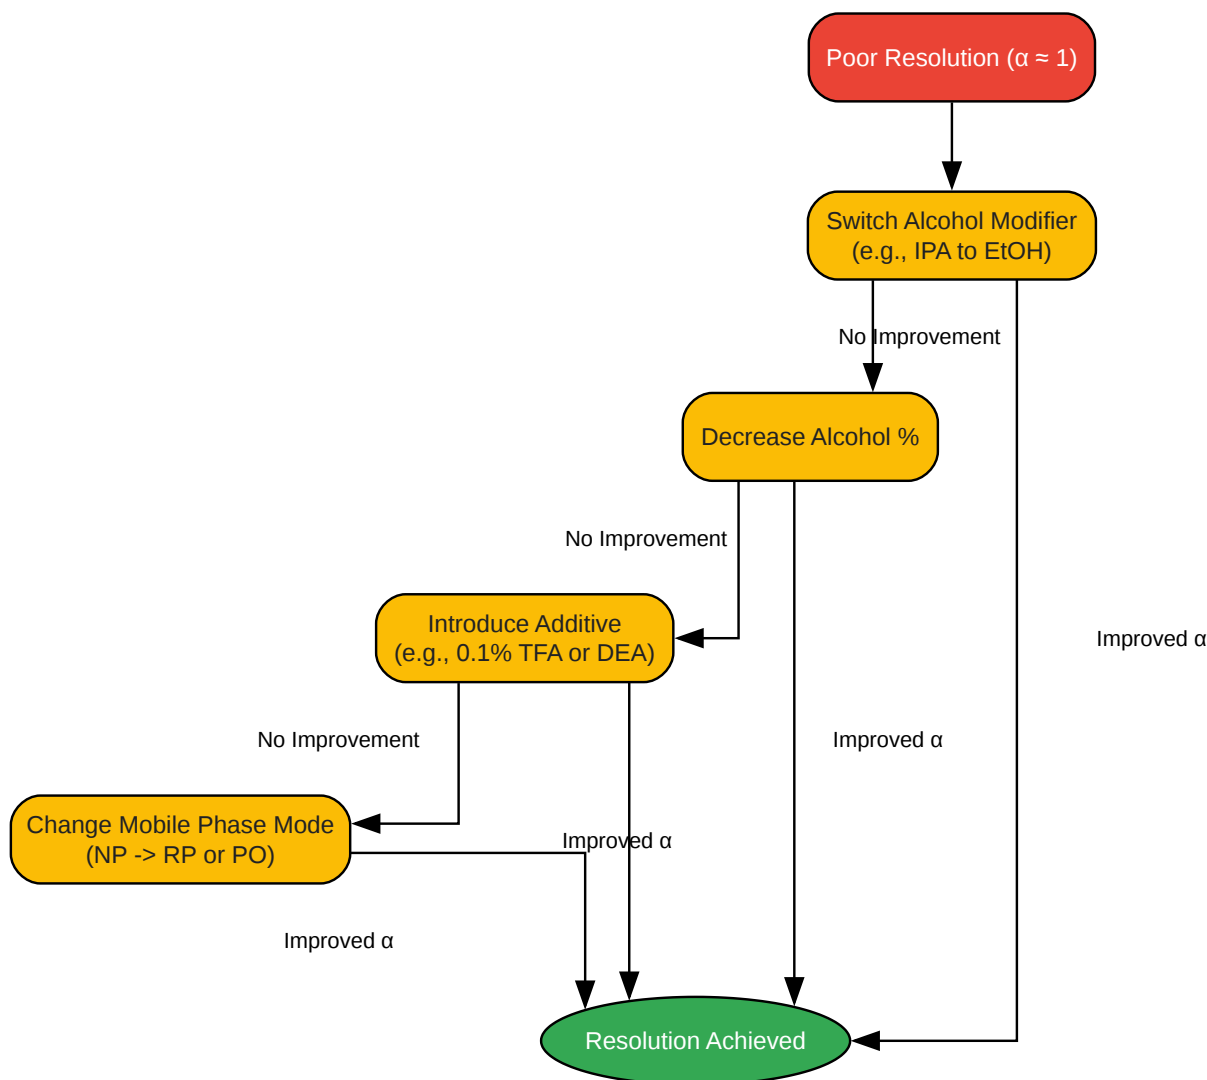 Poor Resolution (α ≈ 1)
Switch Alcohol Modifier
(e.g., IPA to EtOH)
No Improvement
Decrease Alcohol %
No Improvement
Introduce Additive
(e.g., 0.1% TFA or DEA)
Improved α
No Improvement
Improved α
Change Mobile Phase Mode
(NP -> RP or PO)
Improved α
Improved α
Resolution Achieved